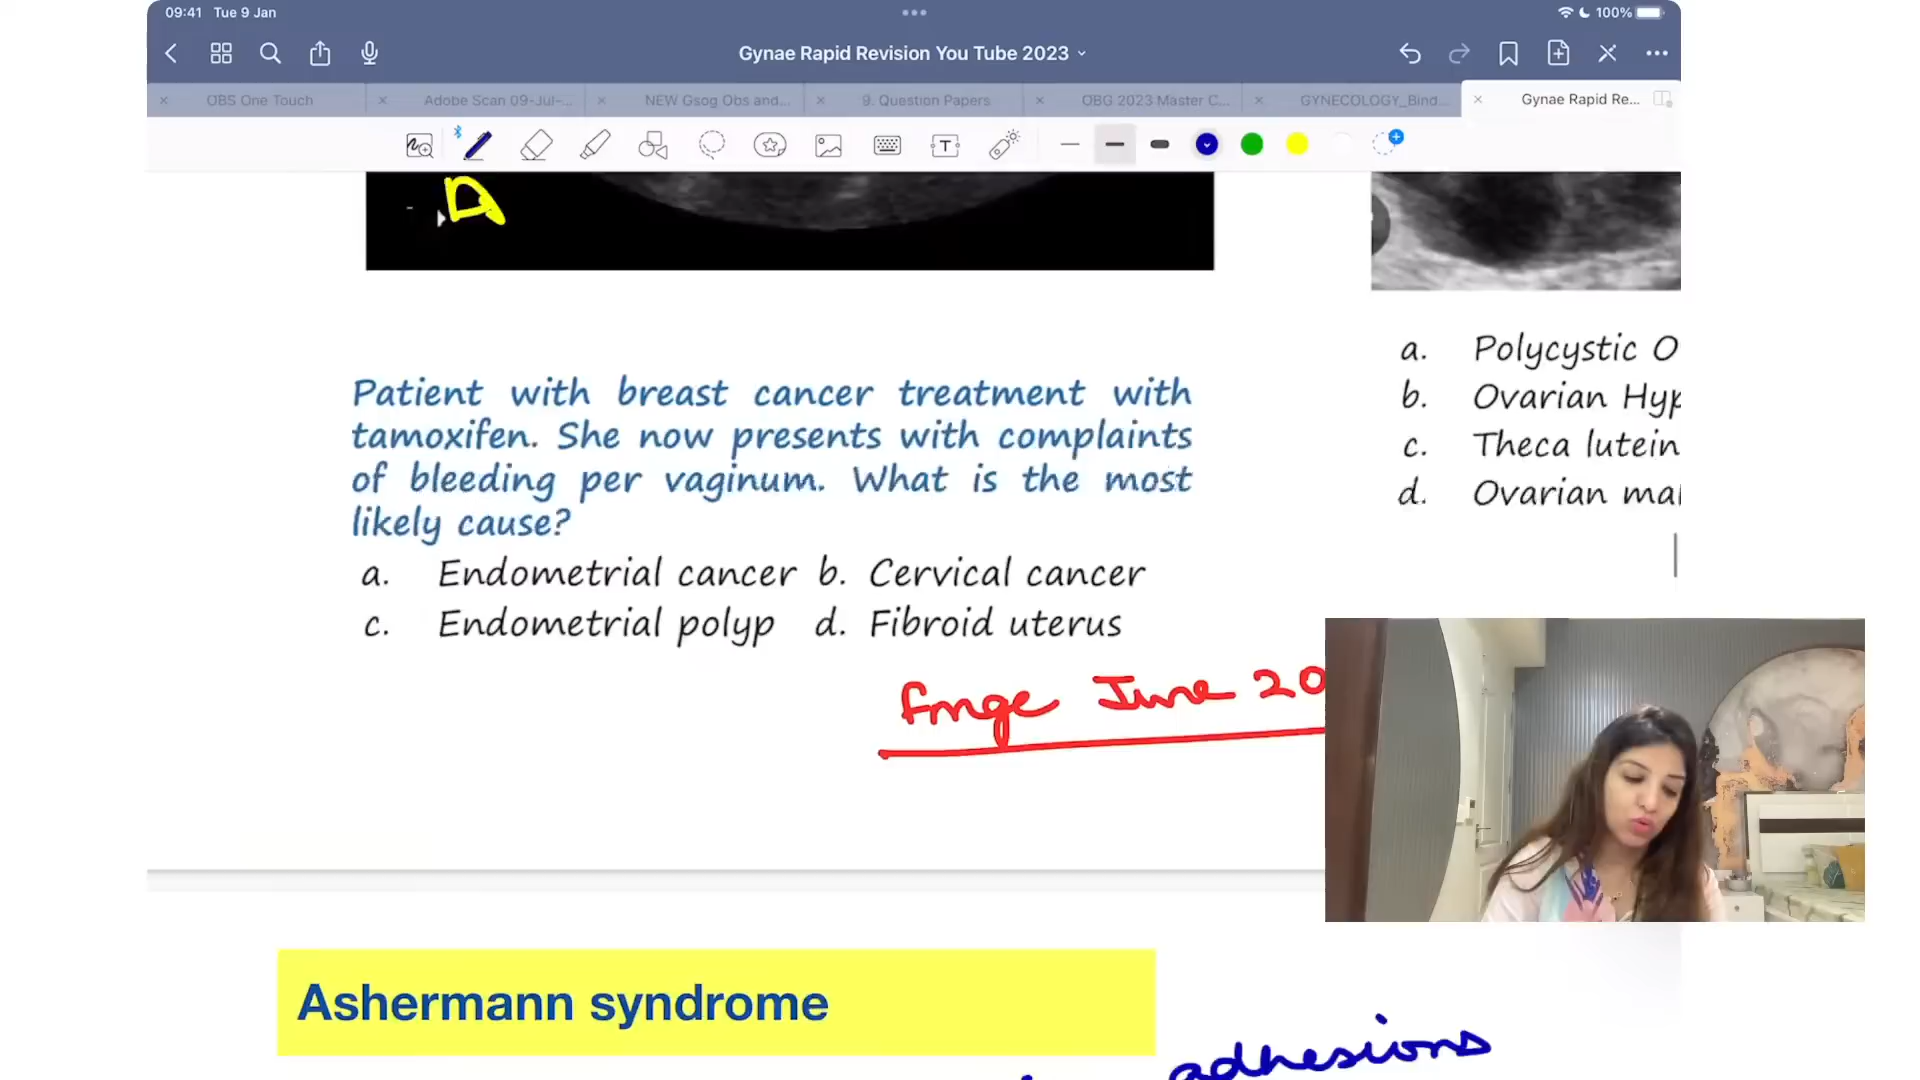 09:41 Tue 9 Jan
100%
Gynae Rapid Revision You Tube 2023
OBS One Touch
Adobe Scan 09-Jul-...
NEW Gsog Obs and...
9. Question Papers
OBG 2023 Master C...
GYNECOLOGY_Bind...
Gynae Rapid Re...
Patient with breast cancer treatment with
tamoxifen. She now presents with complaints
of bleeding per vaginum. What is the most
likely cause?
a. Endometrial cancer b. Cervical cancer
c. Endometrial polyp d. Fibroid uterus
fmge June 20
a. Polycystic O
b. Ovarian Hyp
c. Theca lutein
d. Ovarian mal
Ashermann syndrome
adhesions